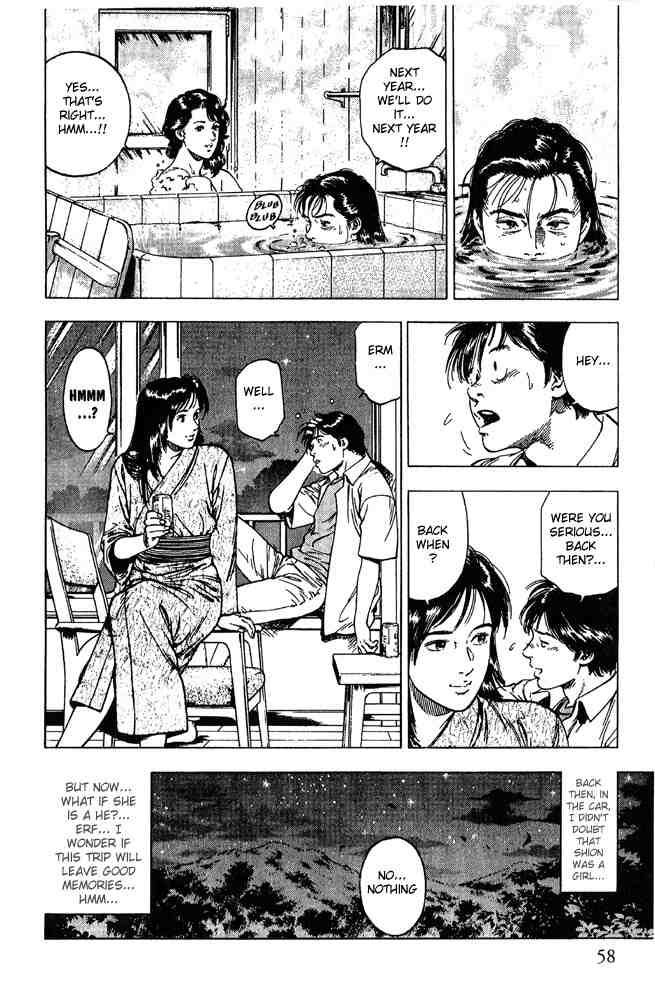 NEXT
YEAR...
WE'LL DO
IT...
NEXT YEAR
!!
YES...
THAT'S
RIGHT...
HMM...!!
BLUB
BLUB
HEY...
WERE YOU
SERIOUS...
BACK
THEN?...
BACK
WHEN
?
ERM
...
WELL
...
HMMM
...?
BACK
THEN, IN
THE CAR,
I DIDN'T
DOUBT
THAT
SHION
WAS A
GIRL...
NO...
NOTHING
BUT NOW...
WHAT IF SHE
IS A HE?...
ERF... I
WONDER IF
THIS TRIP WILL
LEAVE GOOD
MEMORIES...
HMM...
58